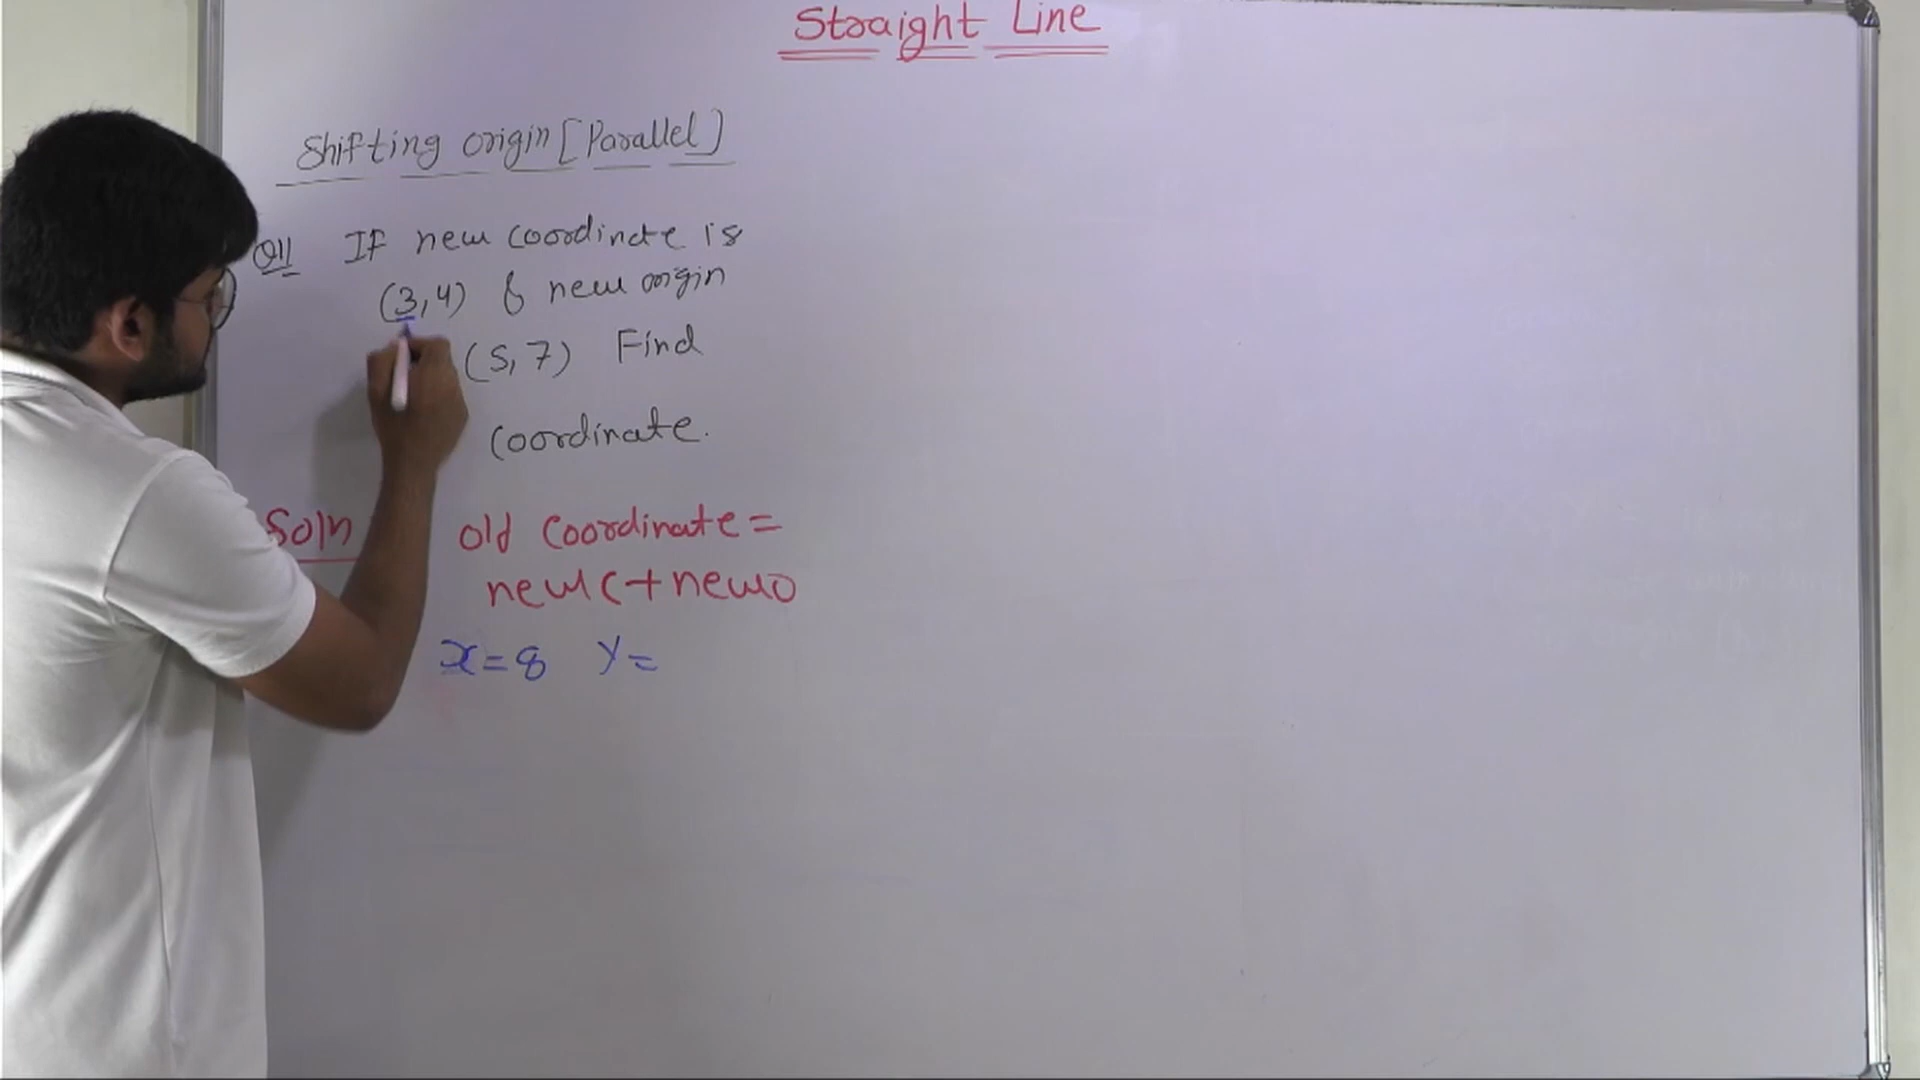 Straight Line
Shifting origin [Parallel]
Q11 If new coordinate is
(3,4) & new origin
(5,7) Find
coordinate.
Soln old coordinate =
new C + new O
x = 8 y =